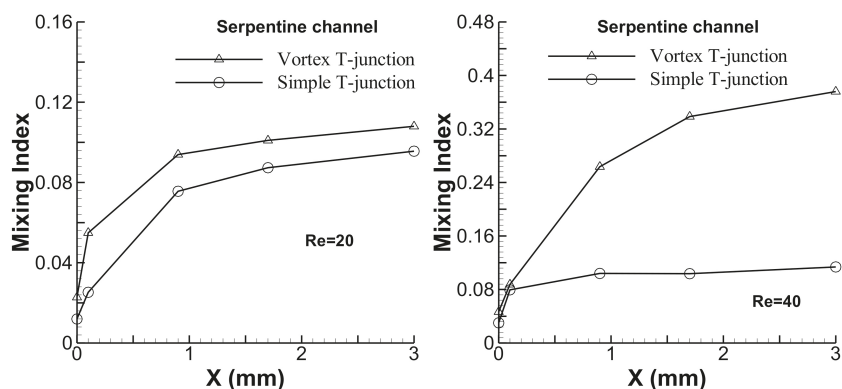 Serpentine channel
Vortex T-junction
Simple T-junction
Re=20
Mixing Index
0.16
0.12
0.08
0.04
0
0
1
2
3
X (mm)
Serpentine channel
Vortex T-junction
Simple T-junction
Re=40
Mixing Index
0.48
0.4
0.32
0.24
0.16
0.08
0
0
1
2
3
X (mm)